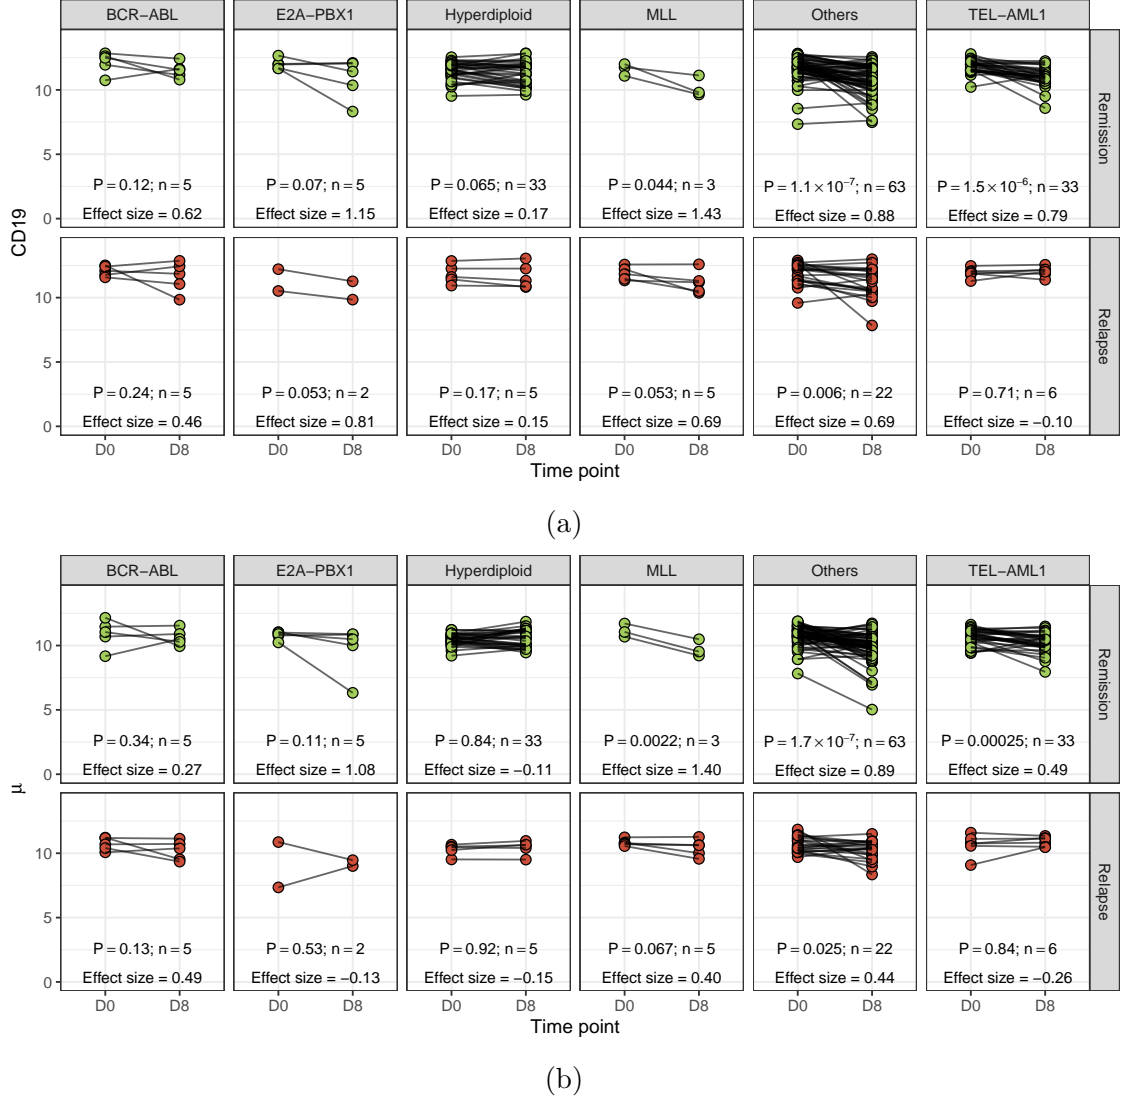 BCR−ABL E2A−PBX1 Hyperdiploid MLL Others TEL−AML1
10
5
0
P = 0.12; n = 5 P = 0.07; n = 5 P = 0.065; n = 33 P = 0.044; n = 3 P = 1.1 × 10−7; n = 63 P = 1.5 × 10−6; n = 33
Effect size = 0.62 Effect size = 1.15 Effect size = 0.17 Effect size = 1.43 Effect size = 0.88 Effect size = 0.79
Remission
CD19
10
5
0
P = 0.24; n = 5 P = 0.053; n = 2 P = 0.17; n = 5 P = 0.053; n = 5 P = 0.006; n = 22 P = 0.71; n = 6
Effect size = 0.46 Effect size = 0.81 Effect size = 0.15 Effect size = 0.69 Effect size = 0.69 Effect size = −0.10
Relapse
D0 D8 D0 D8 D0 D8 D0 D8 D0 D8 D0 D8
Time point
(a)
BCR−ABL E2A−PBX1 Hyperdiploid MLL Others TEL−AML1
10
5
0
P = 0.34; n = 5 P = 0.11; n = 5 P = 0.84; n = 33 P = 0.0022; n = 3 P = 1.7 × 10−7; n = 63 P = 0.00025; n = 33
Effect size = 0.27 Effect size = 1.08 Effect size = −0.11 Effect size = 1.40 Effect size = 0.89 Effect size = 0.49
Remission
μ
10
5
0
P = 0.13; n = 5 P = 0.53; n = 2 P = 0.92; n = 5 P = 0.067; n = 5 P = 0.025; n = 22 P = 0.84; n = 6
Effect size = 0.49 Effect size = −0.13 Effect size = −0.15 Effect size = 0.40 Effect size = 0.44 Effect size = −0.26
Relapse
D0 D8 D0 D8 D0 D8 D0 D8 D0 D8 D0 D8
Time point
(b)